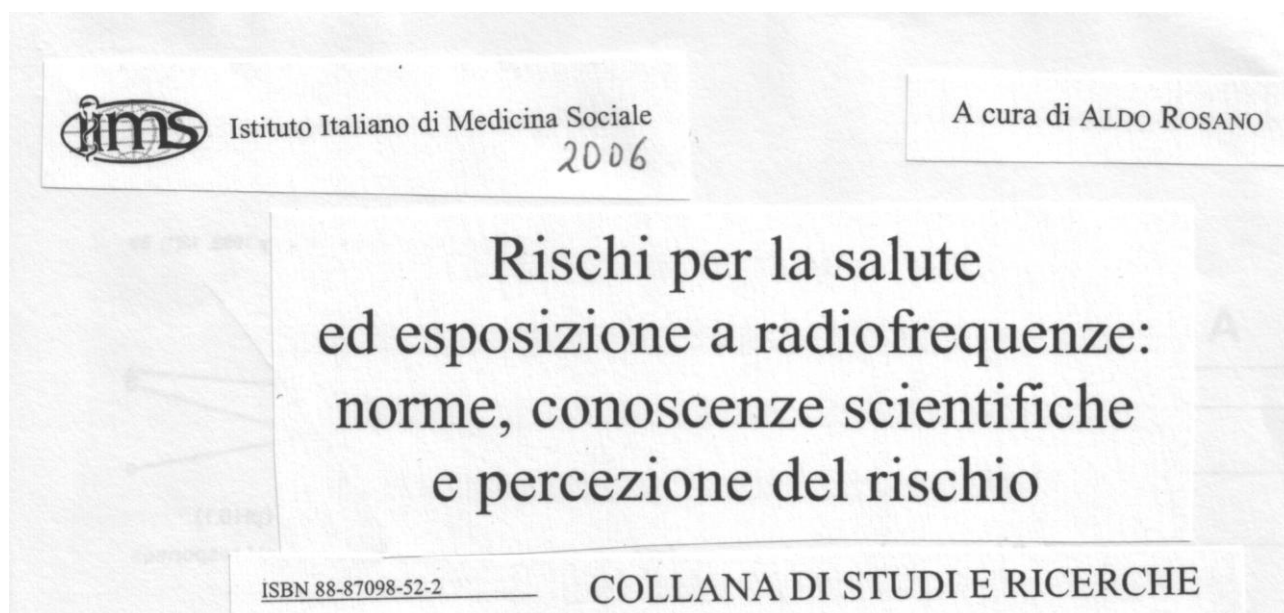 iims Istituto Italiano di Medicina Sociale
2006
A cura di ALDO ROSANO
Rischi per la salute
ed esposizione a radiofrequenze:
norme, conoscenze scientifiche
e percezione del rischio
ISBN 88-87098-52-2 COLLANA DI STUDI E RICERCHE
A